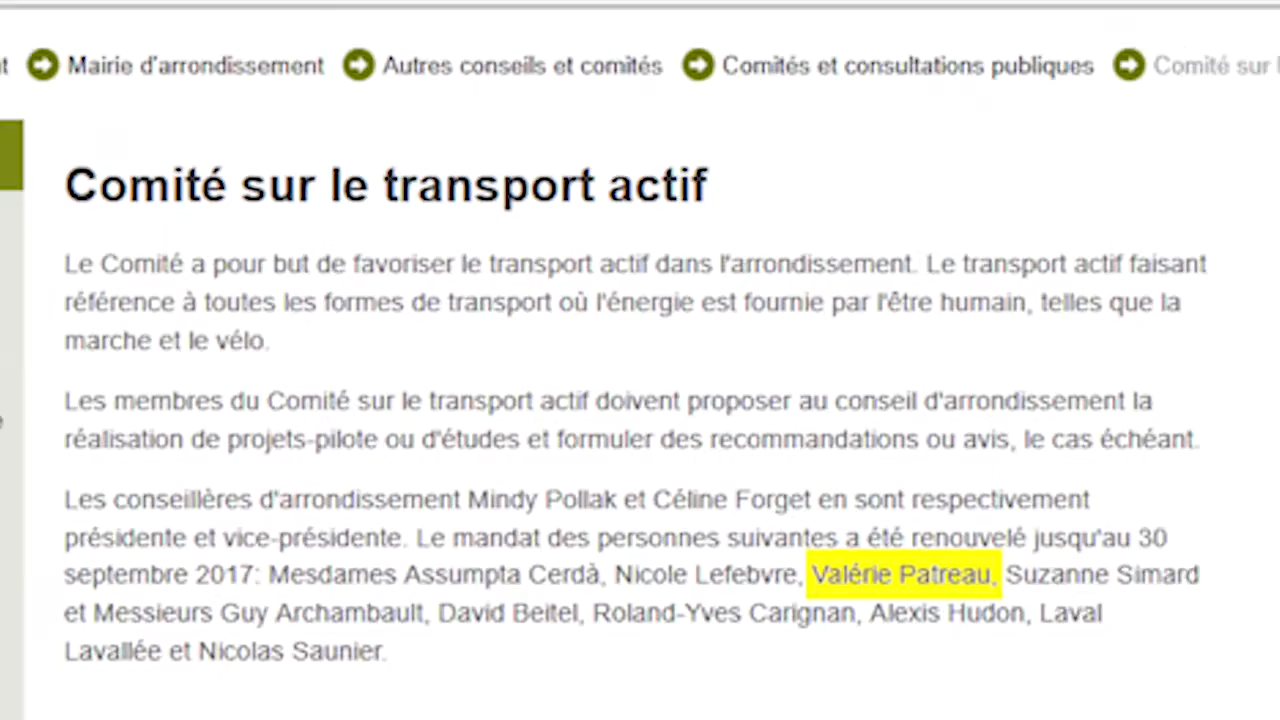 Mairie d'arrondissement Autres conseils et comités Comités et consultations publiques Comité sur
Comité sur le transport actif
Le Comité a pour but de favoriser le transport actif dans l'arrondissement. Le transport actif faisant
référence à toutes les formes de transport où l'énergie est fournie par l'être humain, telles que la
marche et le vélo.
Les membres du Comité sur le transport actif doivent proposer au conseil d'arrondissement la
réalisation de projets-pilote ou d'études et formuler des recommandations ou avis, le cas échéant.
Les conseillères d'arrondissement Mindy Pollak et Céline Forget en sont respectivement
présidente et vice-présidente. Le mandat des personnes suivantes a été renouvelé jusqu'au 30
septembre 2017: Mesdames Assumpta Cerdà, Nicole Lefebvre, Valérie Patreau, Suzanne Simard
et Messieurs Guy Archambault, David Beitel, Roland-Yves Carignan, Alexis Hudon, Laval
Lavallée et Nicolas Saunier.